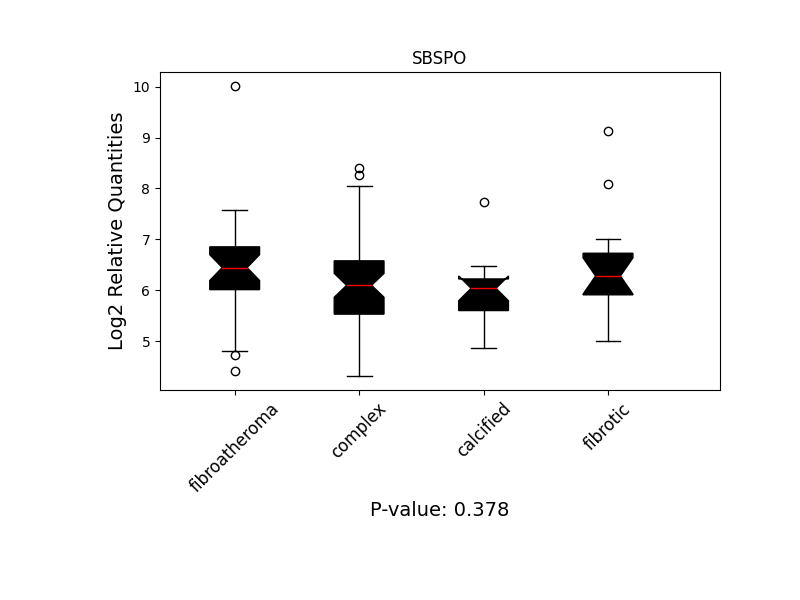 SBSPO
Log2 Relative Quantities
10
9
8
7
6
5
fibroatheroma
complex
calcified
fibrotic
P-value: 0.378